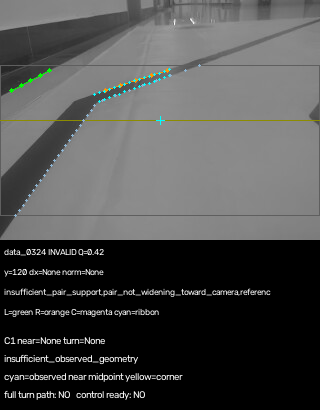 data_0324 INVALID Q=0.42
y=120 dx=None norm=None
insufficient_pair_support,pair_not_widening_toward_camera,referenc
L=green R=orange C=magenta cyan=ribbon
C1 near=None turn=None
insufficient_observed_geometry
cyan=observed near midpoint yellow=corner
full turn path: NO control ready: NO